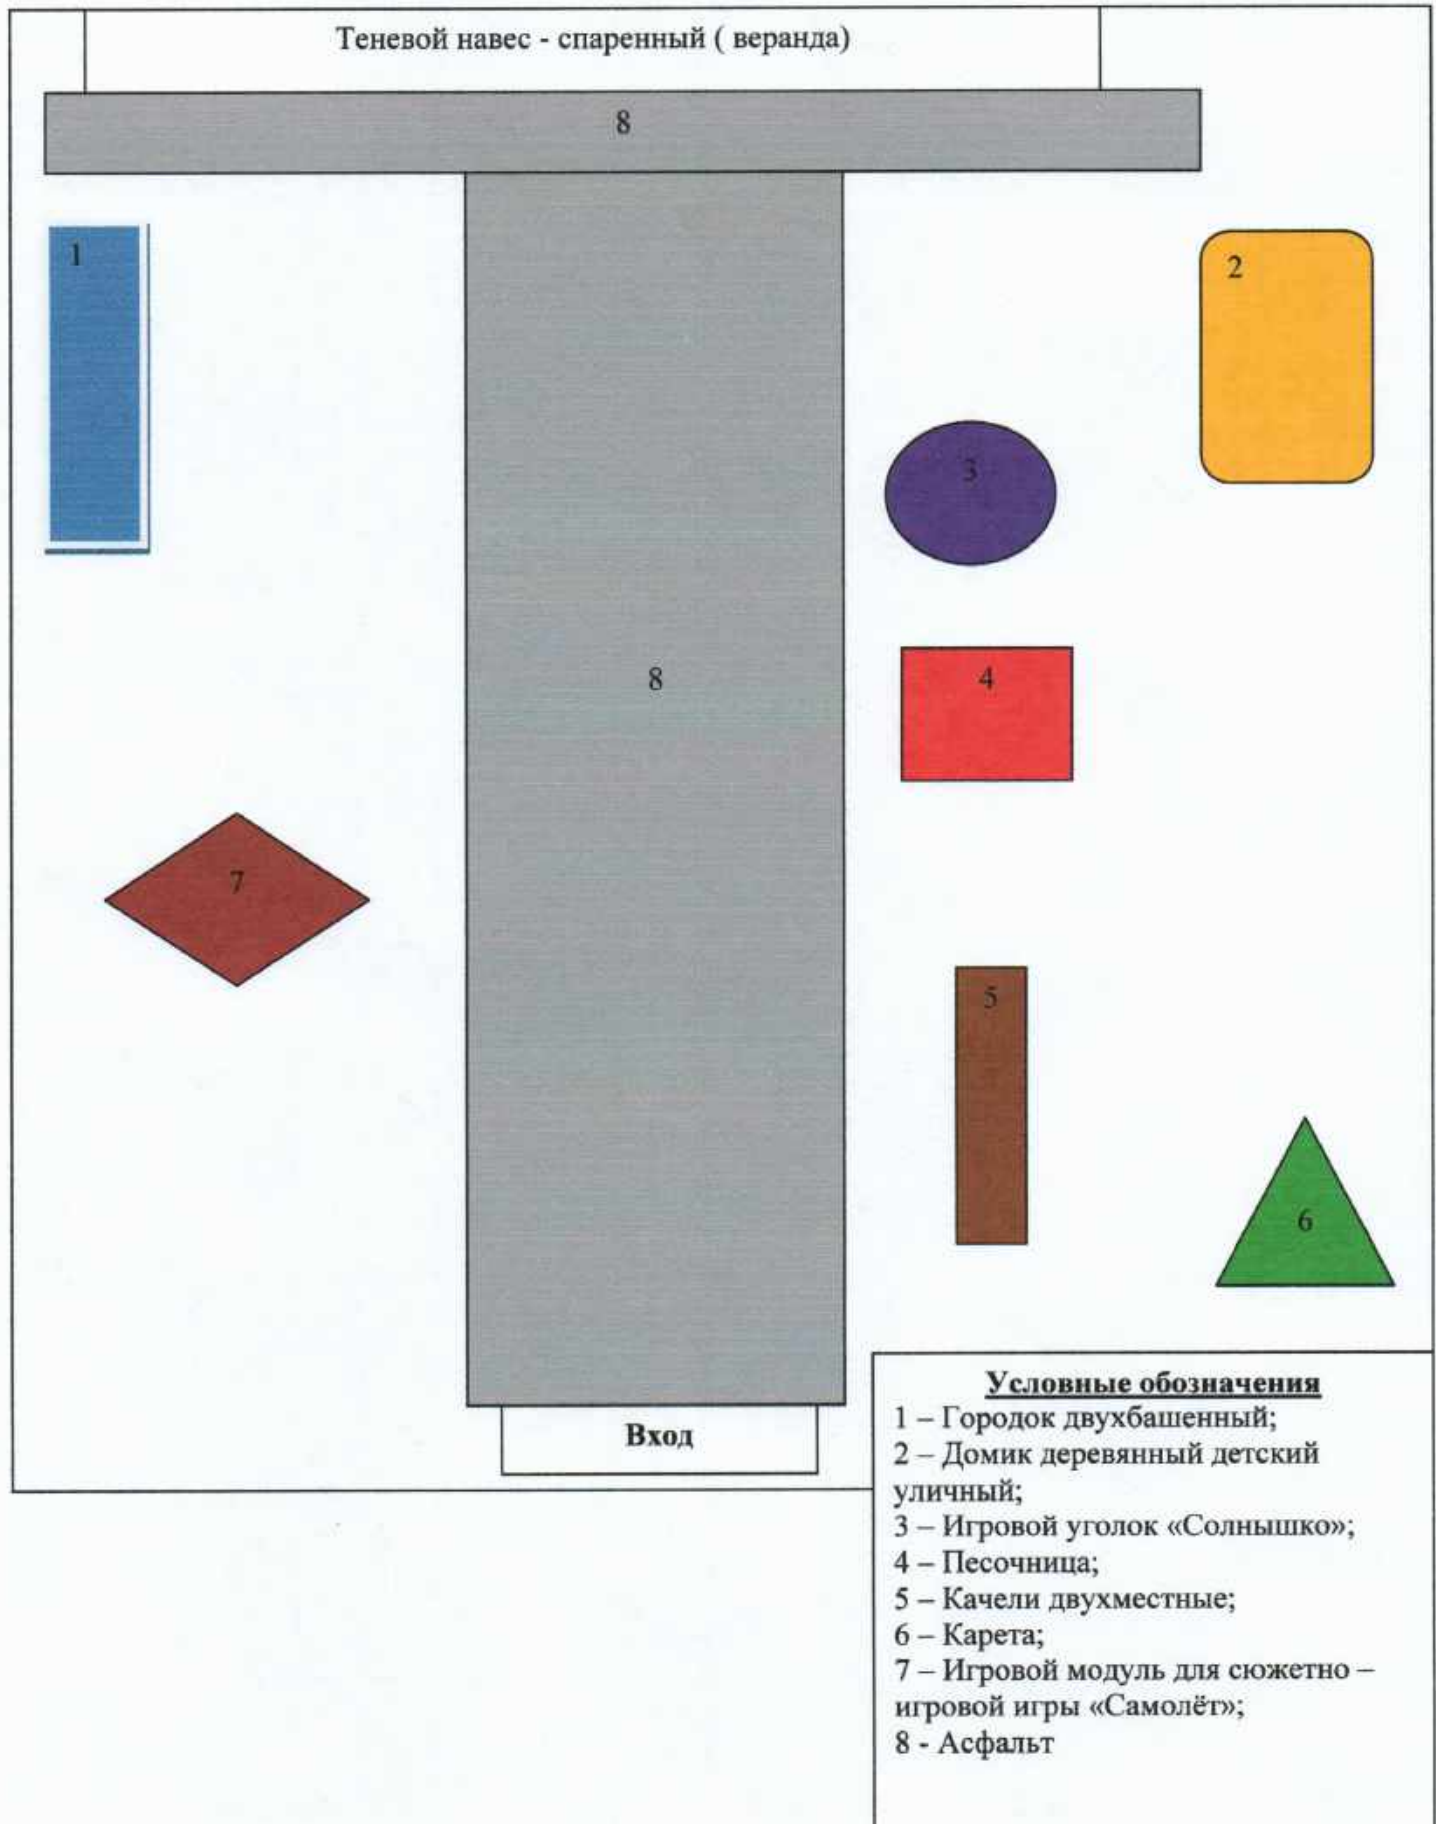 Теневой навес - спаренный ( веранда)
8
1
2
3
8
4
7
5
6
Вход
Условные обозначения
1 – Городок двухбашенный;
2 – Домик деревянный детский
уличный;
3 – Игровой уголок «Солнышко»;
4 – Песочница;
5 – Качели двухместные;
6 – Карета;
7 – Игровой модуль для сюжетно –
игровой игры «Самолёт»;
8 - Асфальт